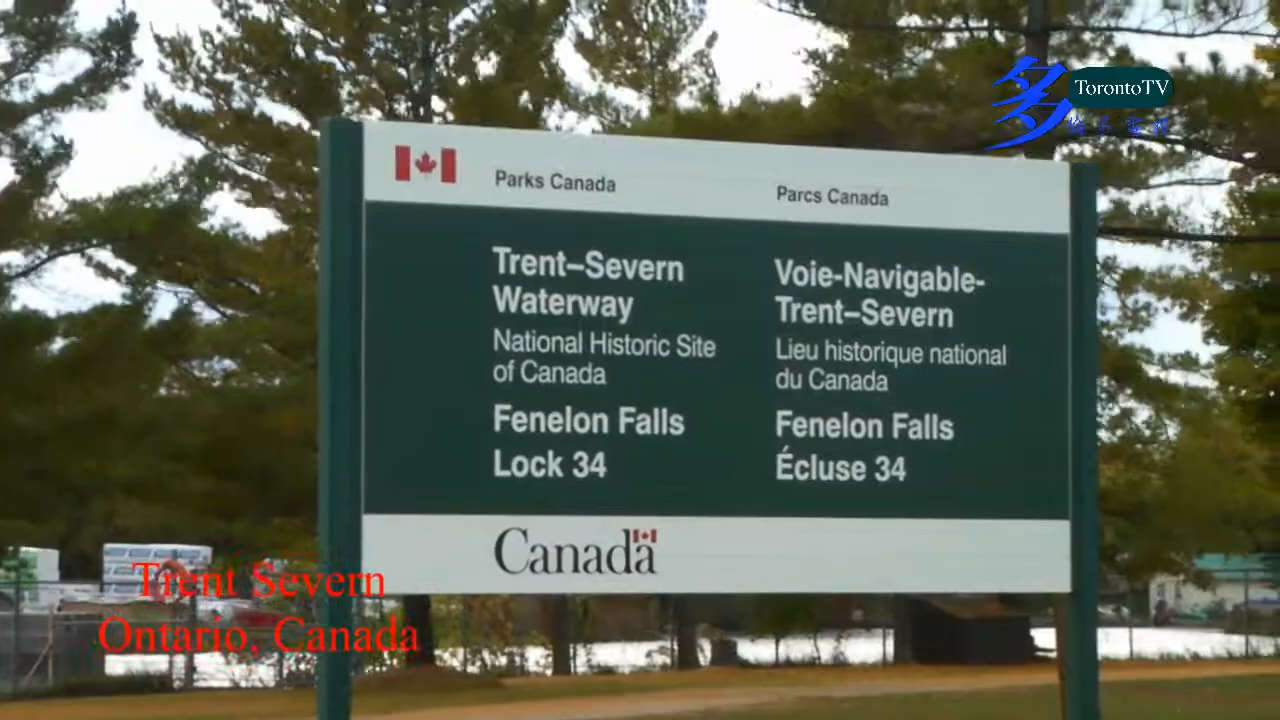 多
TorontoTV
Parks Canada
Parcs Canada
Trent–Severn
Waterway
National Historic Site
of Canada
Fenelon Falls
Lock 34
Voie-Navigable-
Trent–Severn
Lieu historique national
du Canada
Fenelon Falls
Écluse 34
Canada
Trent Severn
Ontario, Canada